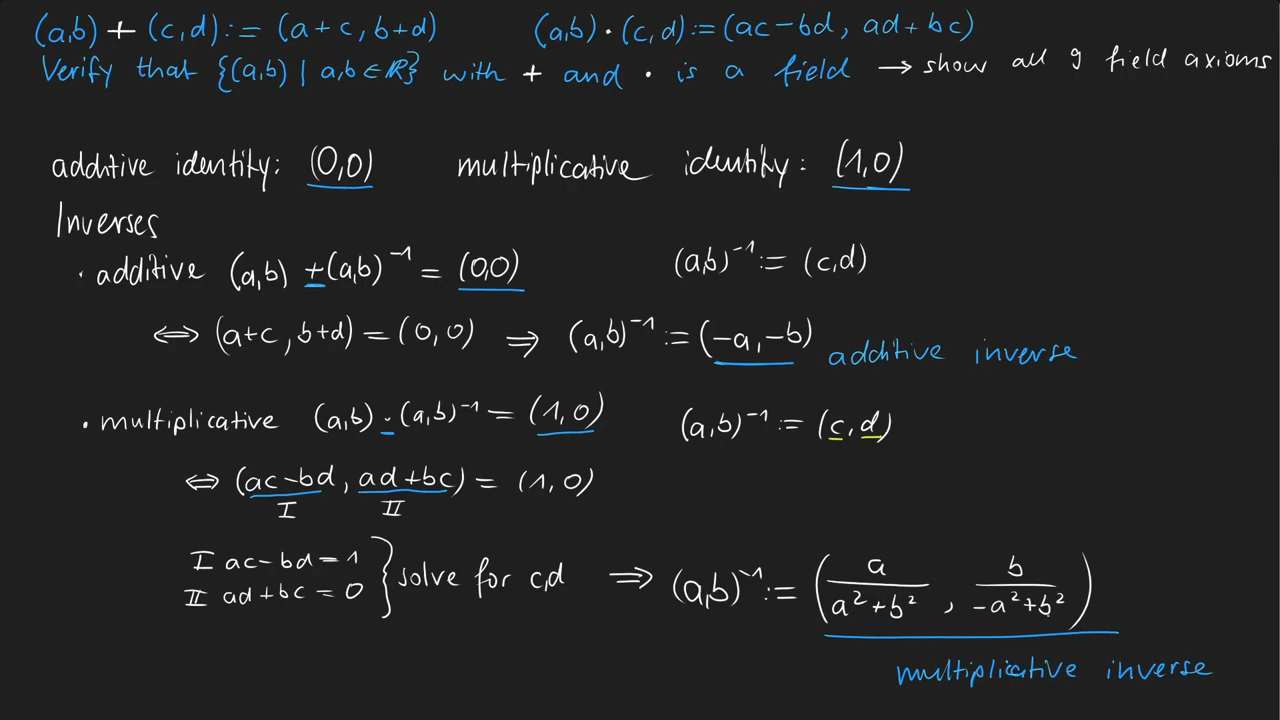 (a,b) + (c,d) := (a+c, b+d) (a,b) · (c,d) := (ac-bd, ad+bc)
Verify that {(a,b) | a,b ∈ ℝ} with + and · is a field → show all 9 field axioms
additive identity: (0,0) multiplicative identity: (1,0)
Inverses
· additive (a,b) + (a,b)⁻¹ = (0,0) (a,b)⁻¹ := (c,d)
⇔ (a+c, b+d) = (0,0) ⇒ (a,b)⁻¹ := (-a,-b) additive inverse
· multiplicative (a,b) · (a,b)⁻¹ = (1,0) (a,b)⁻¹ := (c,d)
⇔ (ac-bd, ad+bc) = (1,0)
I II
I ac-bd = 1
II ad+bc = 0 } solve for c,d ⇒ (a,b)⁻¹ := (a/(a²+b²), b/(-a²+b²))
multiplicative inverse